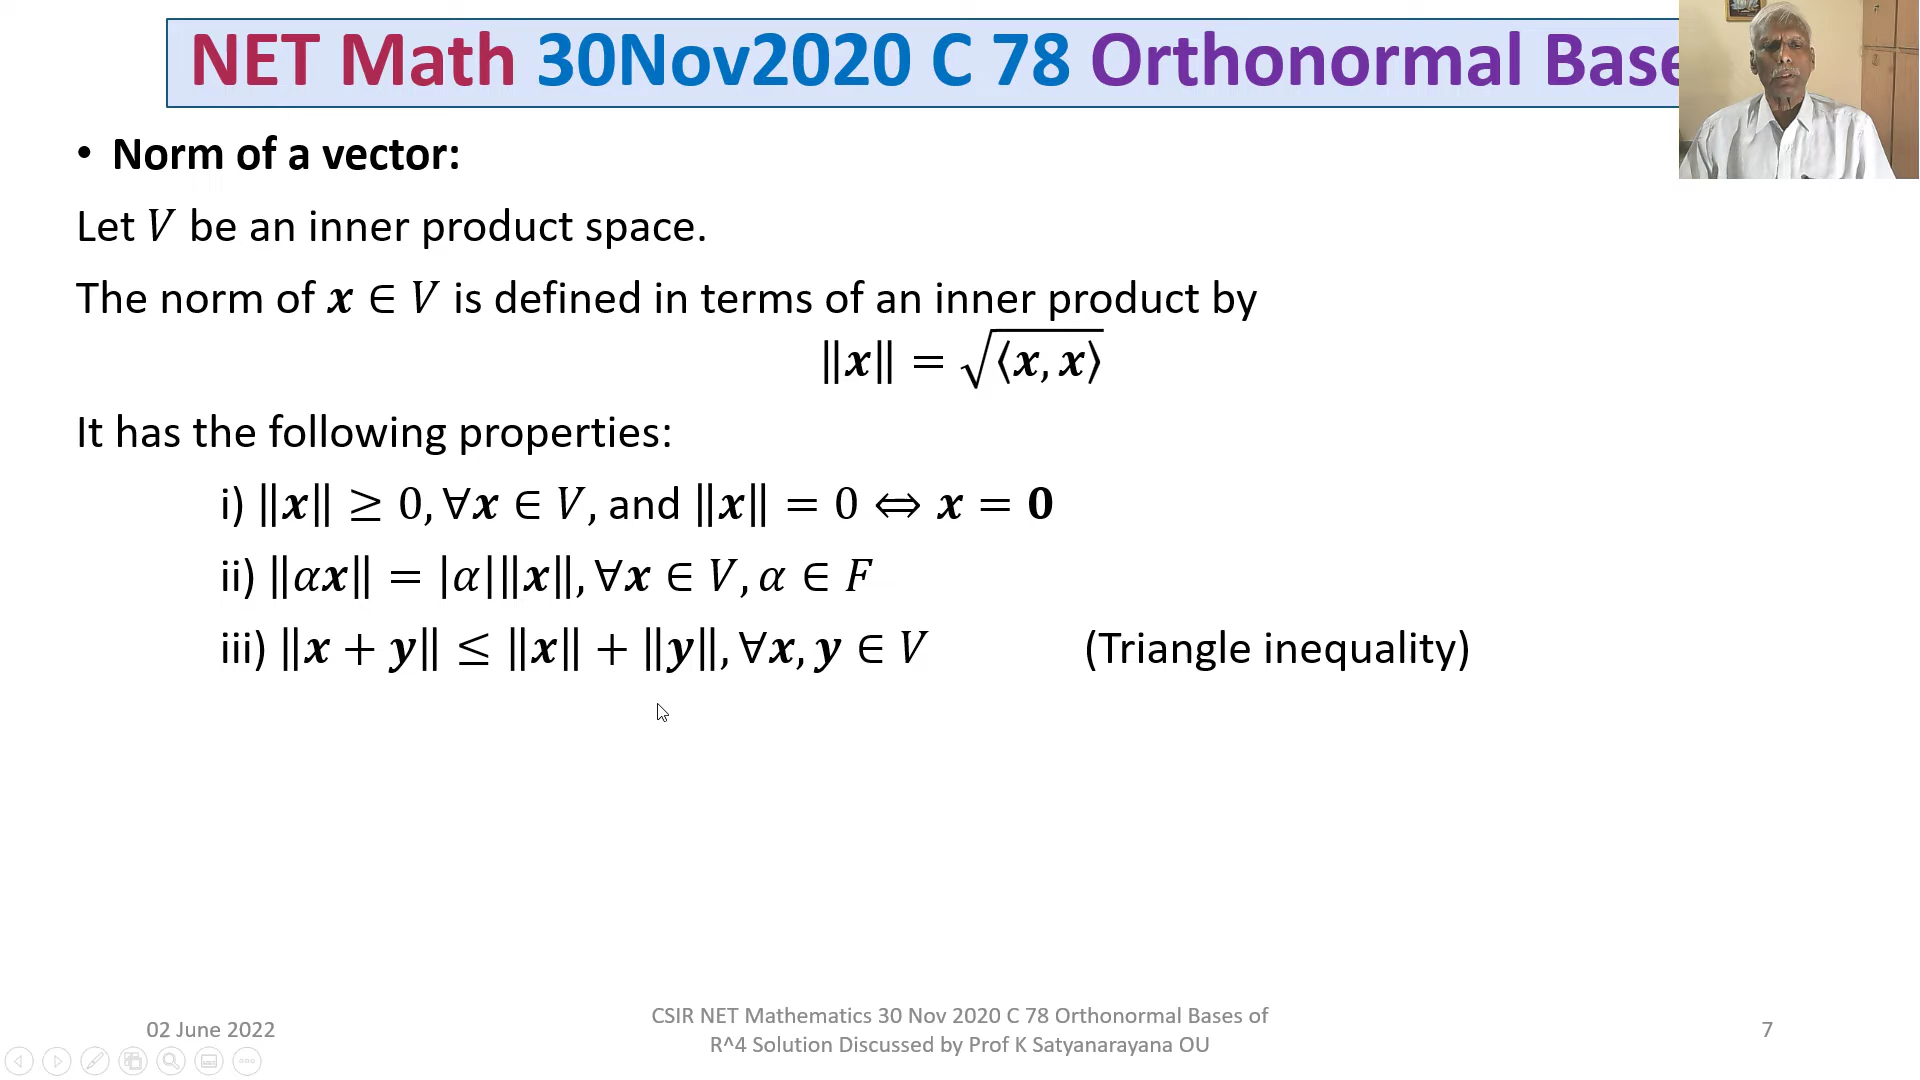 NET Math 30Nov2020 C 78 Orthonormal Base
• Norm of a vector:
Let V be an inner product space.
The norm of x ∈ V is defined in terms of an inner product by
‖x‖ = √⟨x, x⟩
It has the following properties:
i) ‖x‖ ≥ 0, ∀x ∈ V, and ‖x‖ = 0 ⇔ x = 0
ii) ‖αx‖ = |α|‖x‖, ∀x ∈ V, α ∈ F
iii) ‖x + y‖ ≤ ‖x‖ + ‖y‖, ∀x, y ∈ V (Triangle inequality)
02 June 2022
CSIR NET Mathematics 30 Nov 2020 C 78 Orthonormal Bases of
R^4 Solution Discussed by Prof K Satyanarayana OU
7